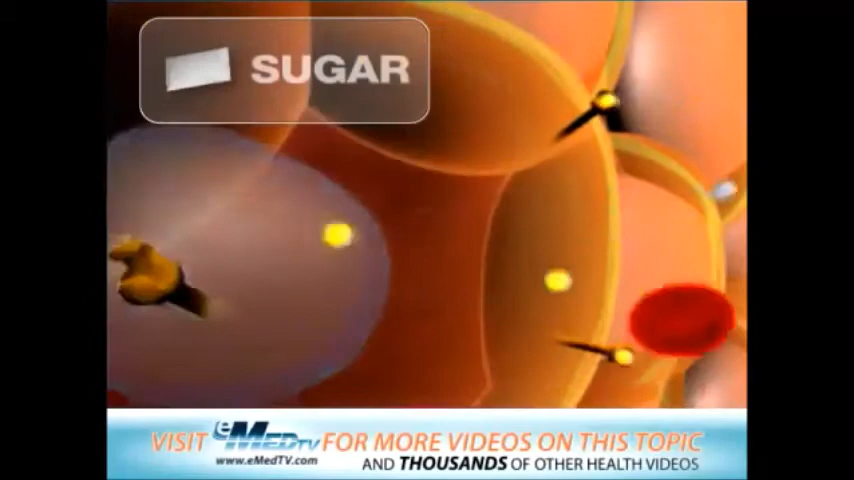 SUGAR
VISIT eMedTV FOR MORE VIDEOS ON THIS TOPIC
www.eMedTV.com AND THOUSANDS OF OTHER HEALTH VIDEOS